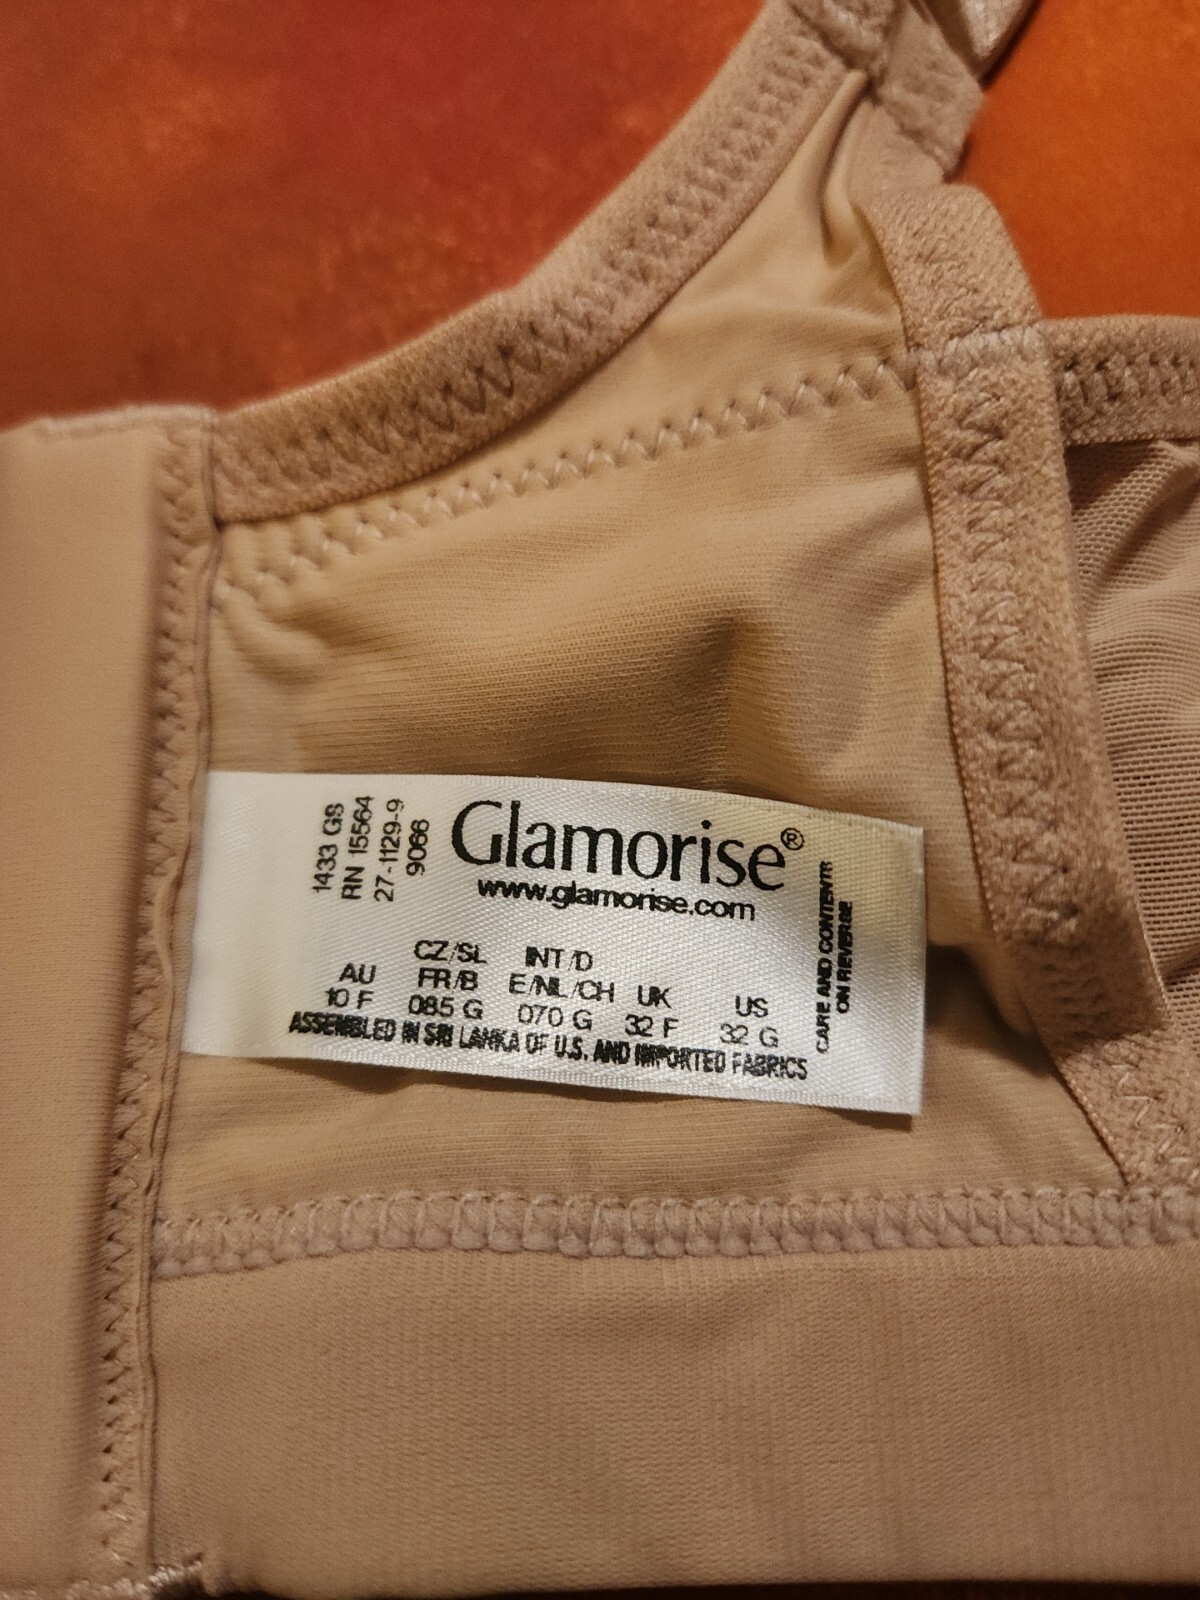 1433 GS
RN 15564
27-1129-9
9066
Glamorise®
www.glamorise.com
CZ/SL INT/D
AU FR/B E/NL/CH UK US
10 F 085 G 070 G 32 F 32 G
ASSEMBLED IN SRI LANKA OF U.S. AND IMPORTED FABRICS
CARE AND CONTENTS
ON REVERSE